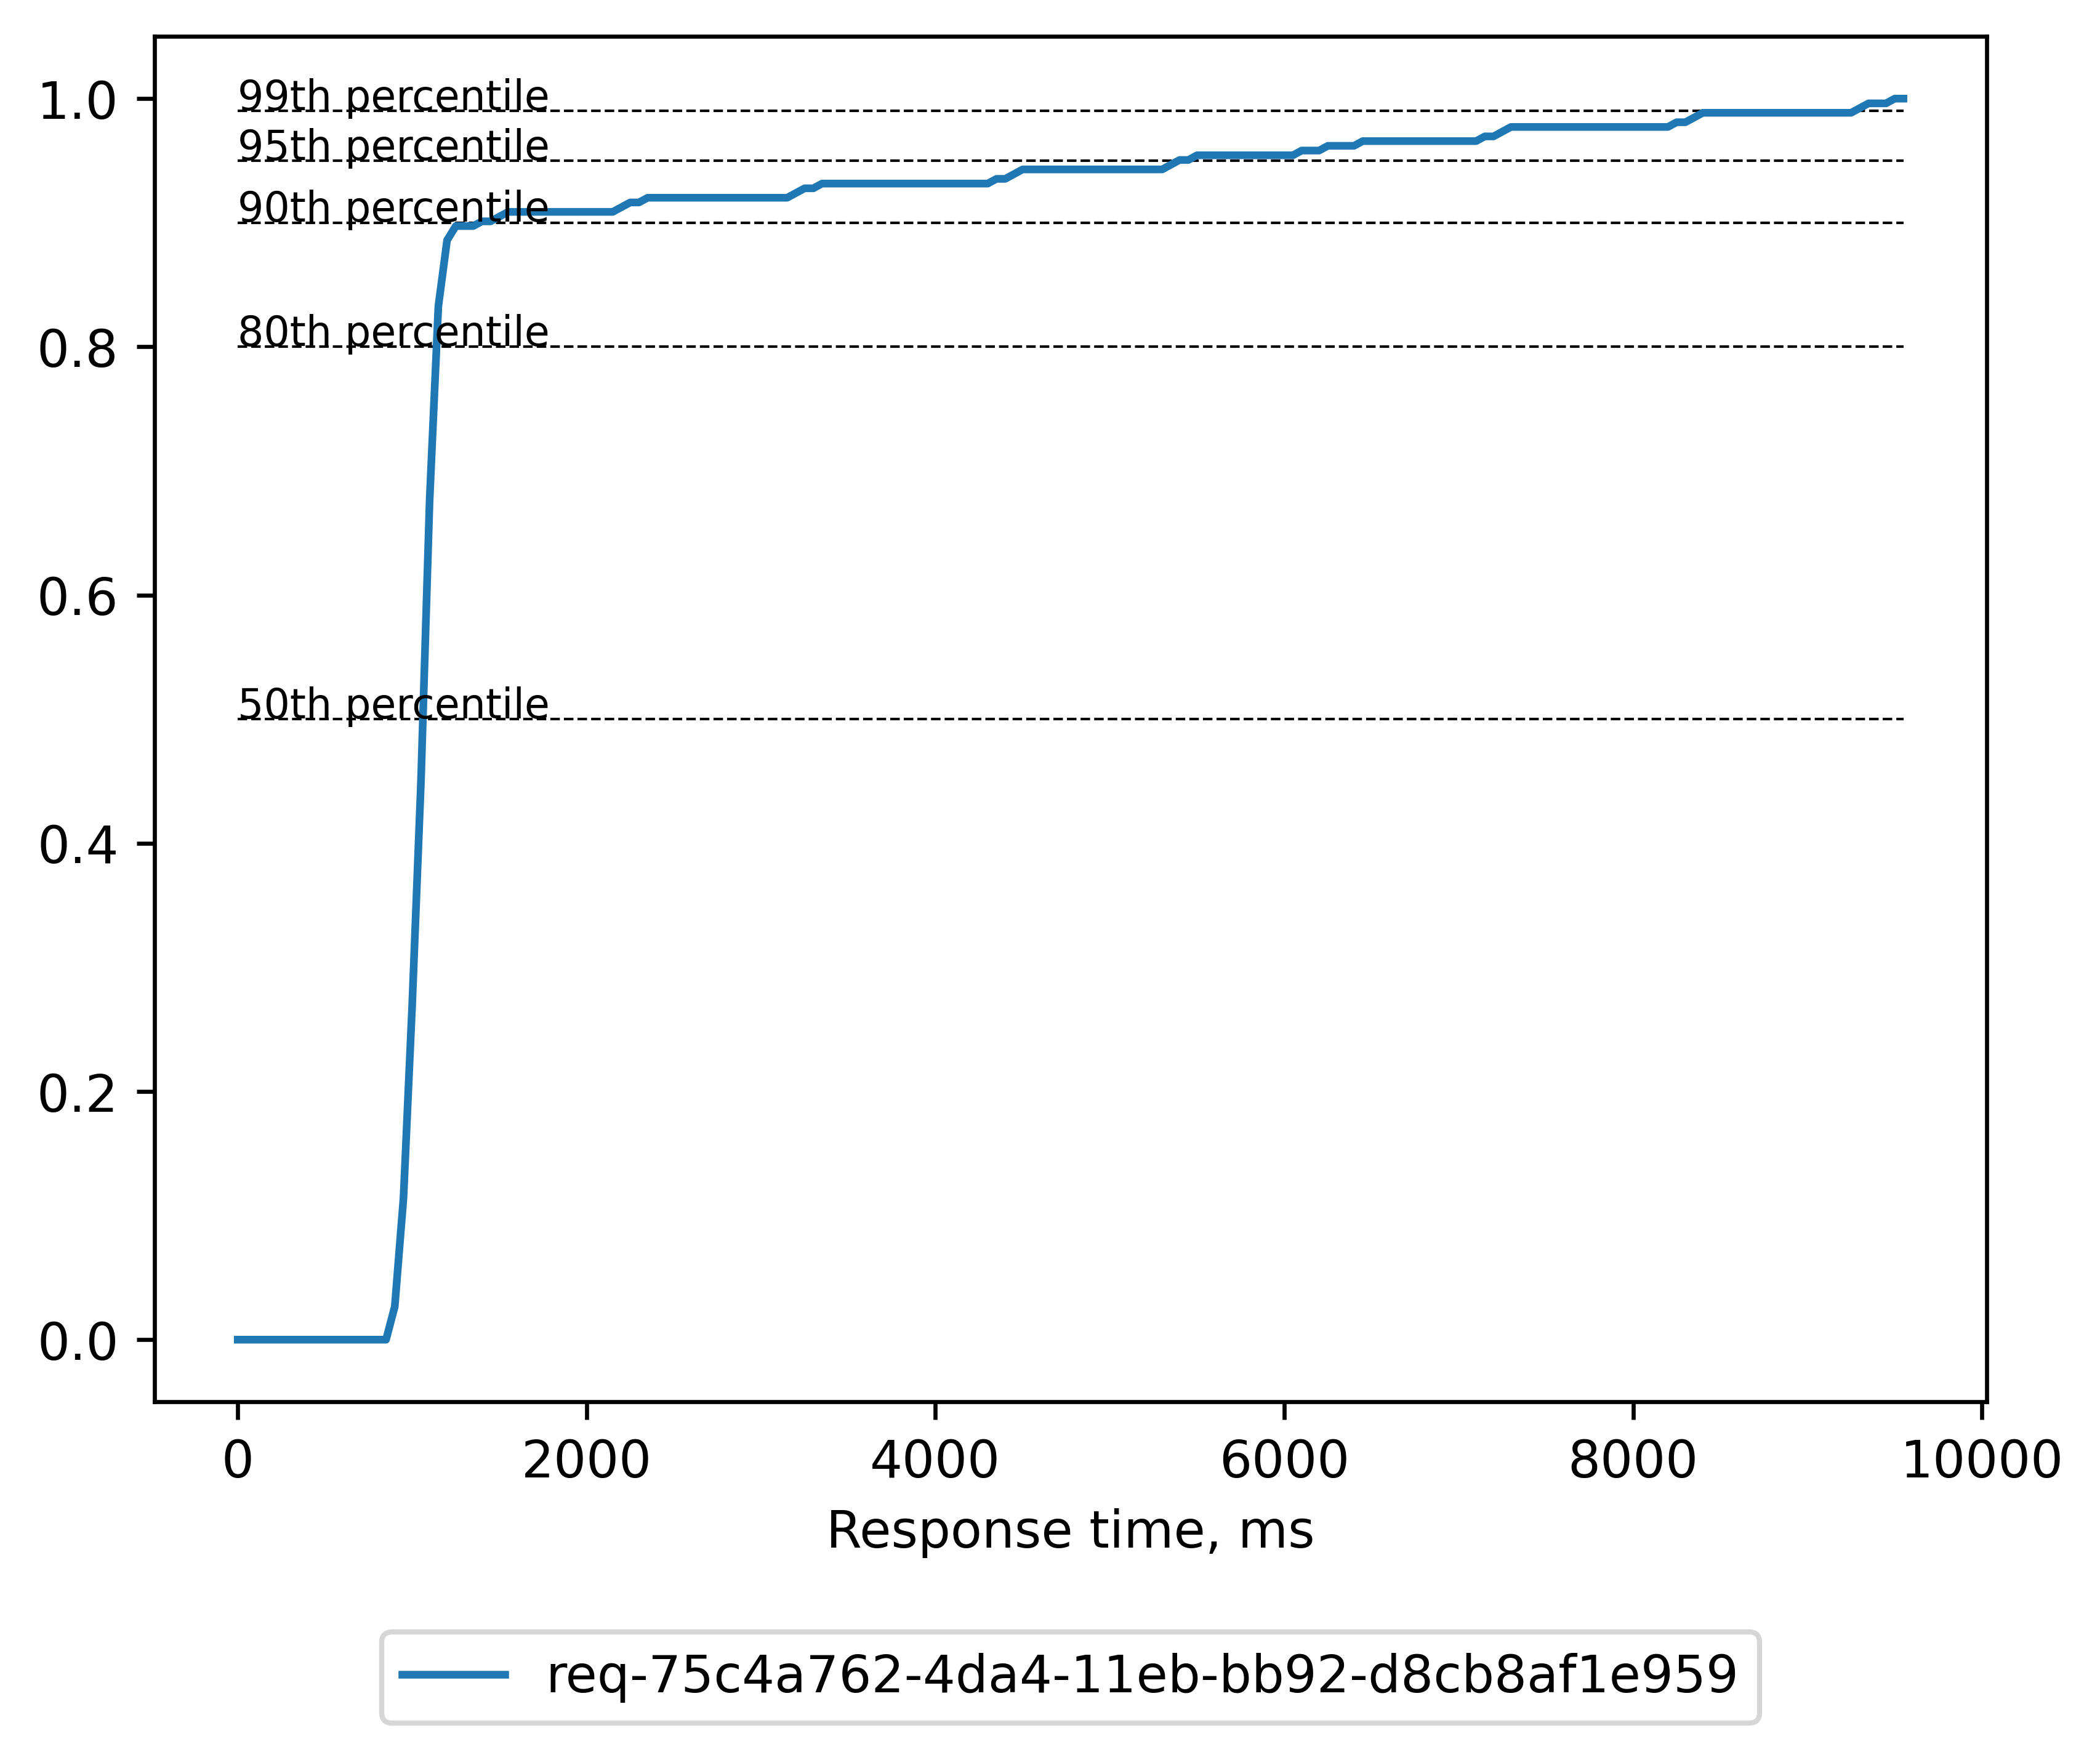 1.0
99th percentile
95th percentile
90th percentile
0.8
80th percentile
0.6
50th percentile
0.4
0.2
0.0
0 2000 4000 6000 8000 10000
Response time, ms
req-75c4a762-4da4-11eb-bb92-d8cb8af1e959